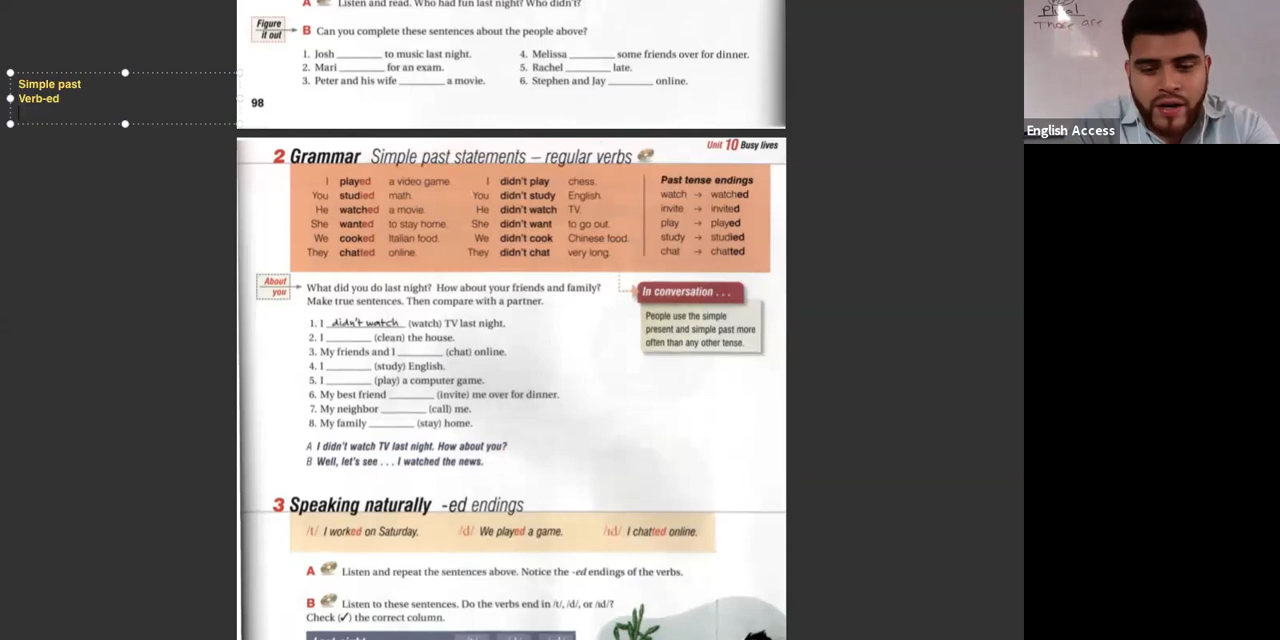 A Listen and read. Who had fun last night? Who didn't?
Figure it out
B Can you complete these sentences about the people above?
1. Josh ________ to music last night.
2. Mari ________ for an exam.
3. Peter and his wife ________ a movie.
4. Melissa ________ some friends over for dinner.
5. Rachel ________ late.
6. Stephen and Jay ________ online.
98
Simple past
Verb-ed
Unit 10 Busy lives
2 Grammar Simple past statements – regular verbs
I played a video game. I didn't play chess.
You studied math. You didn't study English.
He watched a movie. He didn't watch TV.
She wanted to stay home. She didn't want to go out.
We cooked Italian food. We didn't cook Chinese food.
They chatted online. They didn't chat very long.
Past tense endings
watch → watched
invite → invited
play → played
study → studied
chat → chatted
About you
What did you do last night? How about your friends and family?
Make true sentences. Then compare with a partner.
1. I didn't watch (watch) TV last night.
2. I ________ (clean) the house.
3. My friends and I ________ (chat) online.
4. I ________ (study) English.
5. I ________ (play) a computer game.
6. My best friend ________ (invite) me over for dinner.
7. My neighbor ________ (call) me.
8. My family ________ (stay) home.
A I didn't watch TV last night. How about you?
B Well, let's see . . . I watched the news.
In conversation . . .
People use the simple
present and simple past more
often than any other tense.
3 Speaking naturally -ed endings
/t/ I worked on Saturday. /d/ We played a game. /ɪd/ I chatted online.
A Listen and repeat the sentences above. Notice the -ed endings of the verbs.
B Listen to these sentences. Do the verbs end in /t/, /d/, or /ɪd/?
Check (✓) the correct column.
Plural
Those are
English Access